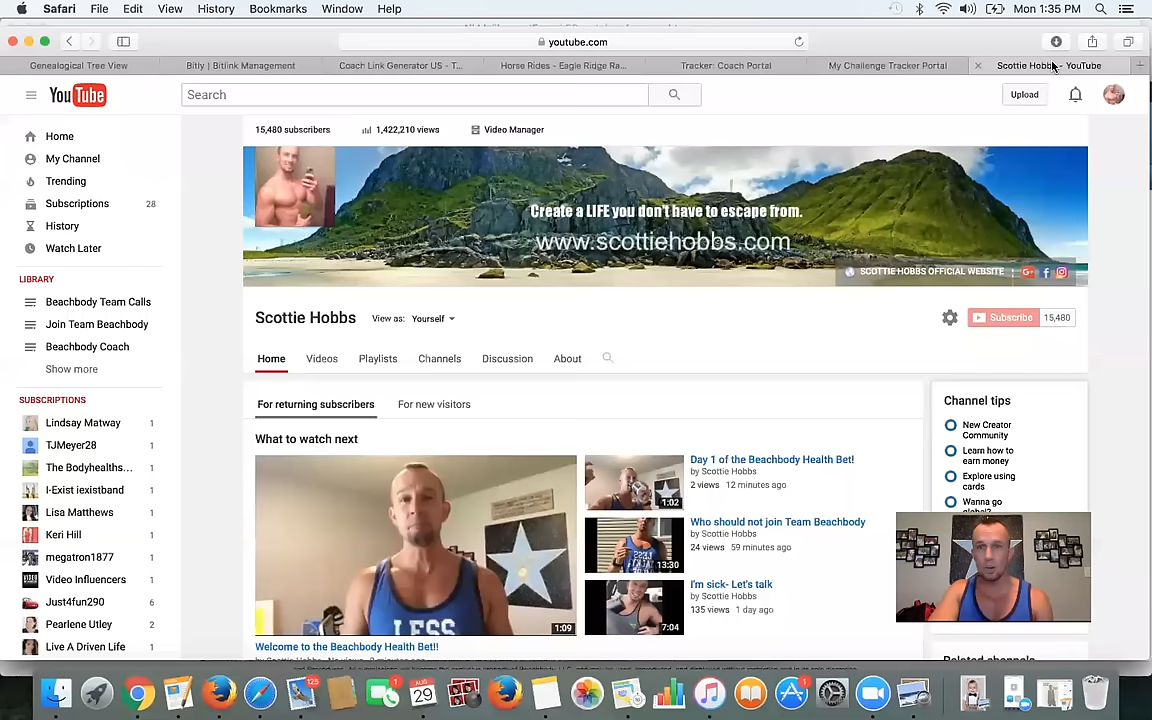 Safari File Edit View History Bookmarks Window Help Mon 1:35 PM
youtube.com
Genealogical Tree View Bitly | Bitlink Management Coach Link Generator US - T... Horse Rides - Eagle Ridge Ra... Tracker: Coach Portal My Challenge Tracker Portal Scottie Hobbs - YouTube
YouTube Search Upload
15,480 subscribers 1,422,210 views Video Manager
Home
My Channel
Trending
Subscriptions 28
History
Watch Later
LIBRARY
Beachbody Team Calls
Join Team Beachbody
Beachbody Coach
Show more
SUBSCRIPTIONS
Lindsay Matway 1
TJMeyer28 1
The Bodyhealths... 1
I-Exist iexistband 1
Lisa Matthews 1
Keri Hill 1
megatron1877 1
Video Influencers 1
Just4fun290 6
Pearlene Utley 2
Live A Driven Life 1
Create a LIFE you don't have to escape from.
www.scottiehobbs.com
SCOTTIE HOBBS OFFICIAL WEBSITE
Scottie Hobbs View as: Yourself Subscribe 15,480
Home Videos Playlists Channels Discussion About
For returning subscribers For new visitors
What to watch next
LESS
1:09
Welcome to the Beachbody Health Bet!!
1:02
Day 1 of the Beachbody Health Bet!
by Scottie Hobbs
2 views 12 minutes ago
13:30
Who should not join Team Beachbody
by Scottie Hobbs
24 views 59 minutes ago
7:04
I'm sick- Let's talk
by Scottie Hobbs
135 views 1 day ago
Channel tips
New Creator
Community
Learn how to
earn money
Explore using
cards
Wanna go
125
1
AUG
29
1